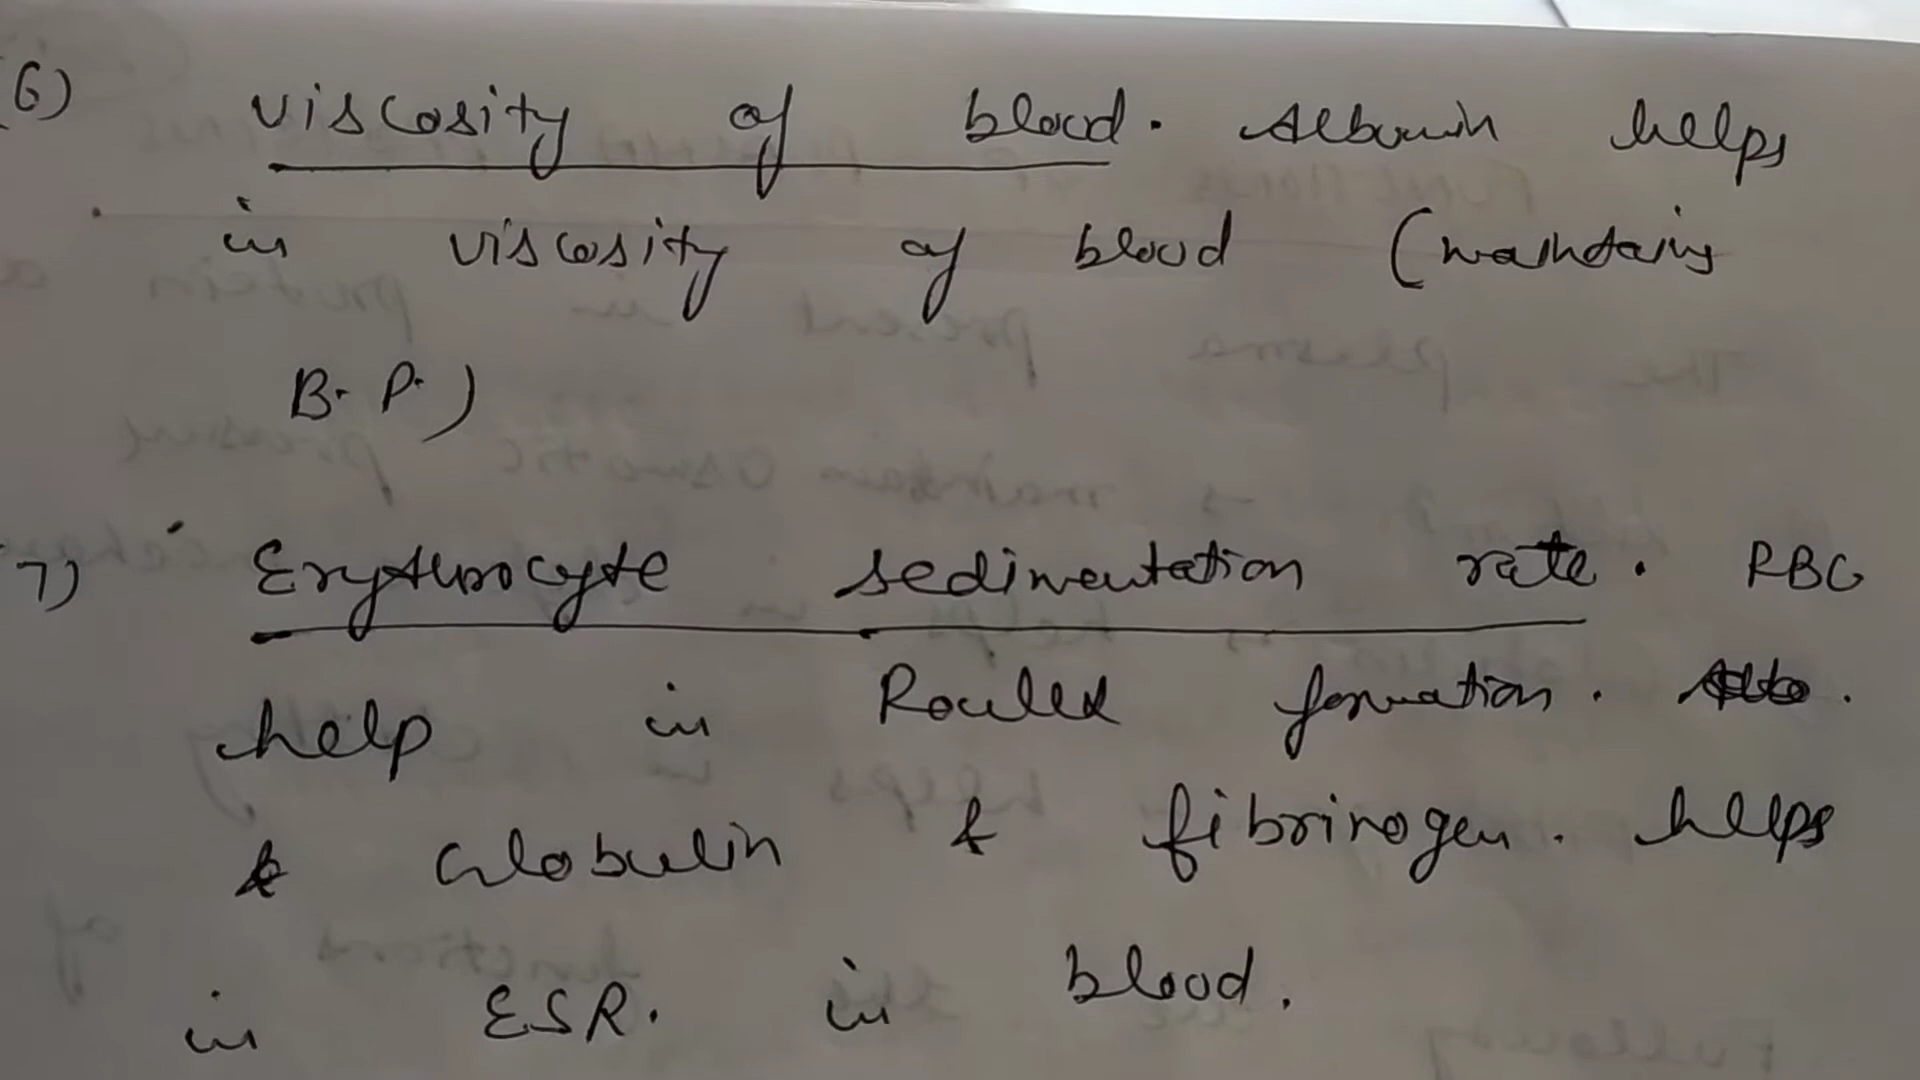 6) Viscosity of blood. Albumin helps
in viscosity of blood (maintains
B.P.)
7) Erythrocyte sedimentation rate. RBC
help in Roulex formation.
& Globulin & fibrinogen. helps
in ESR. in blood.